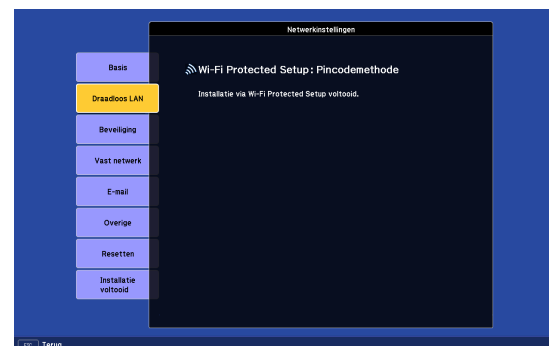 Netwerkinstellingen
Basis
Draadloos LAN
Beveiliging
Vast netwerk
E-mail
Overige
Resetten
Installatie
voltooid
Wi-Fi Protected Setup: Pincodemethode
Installatie via Wi-Fi Protected Setup voltooid.
ESC Terug